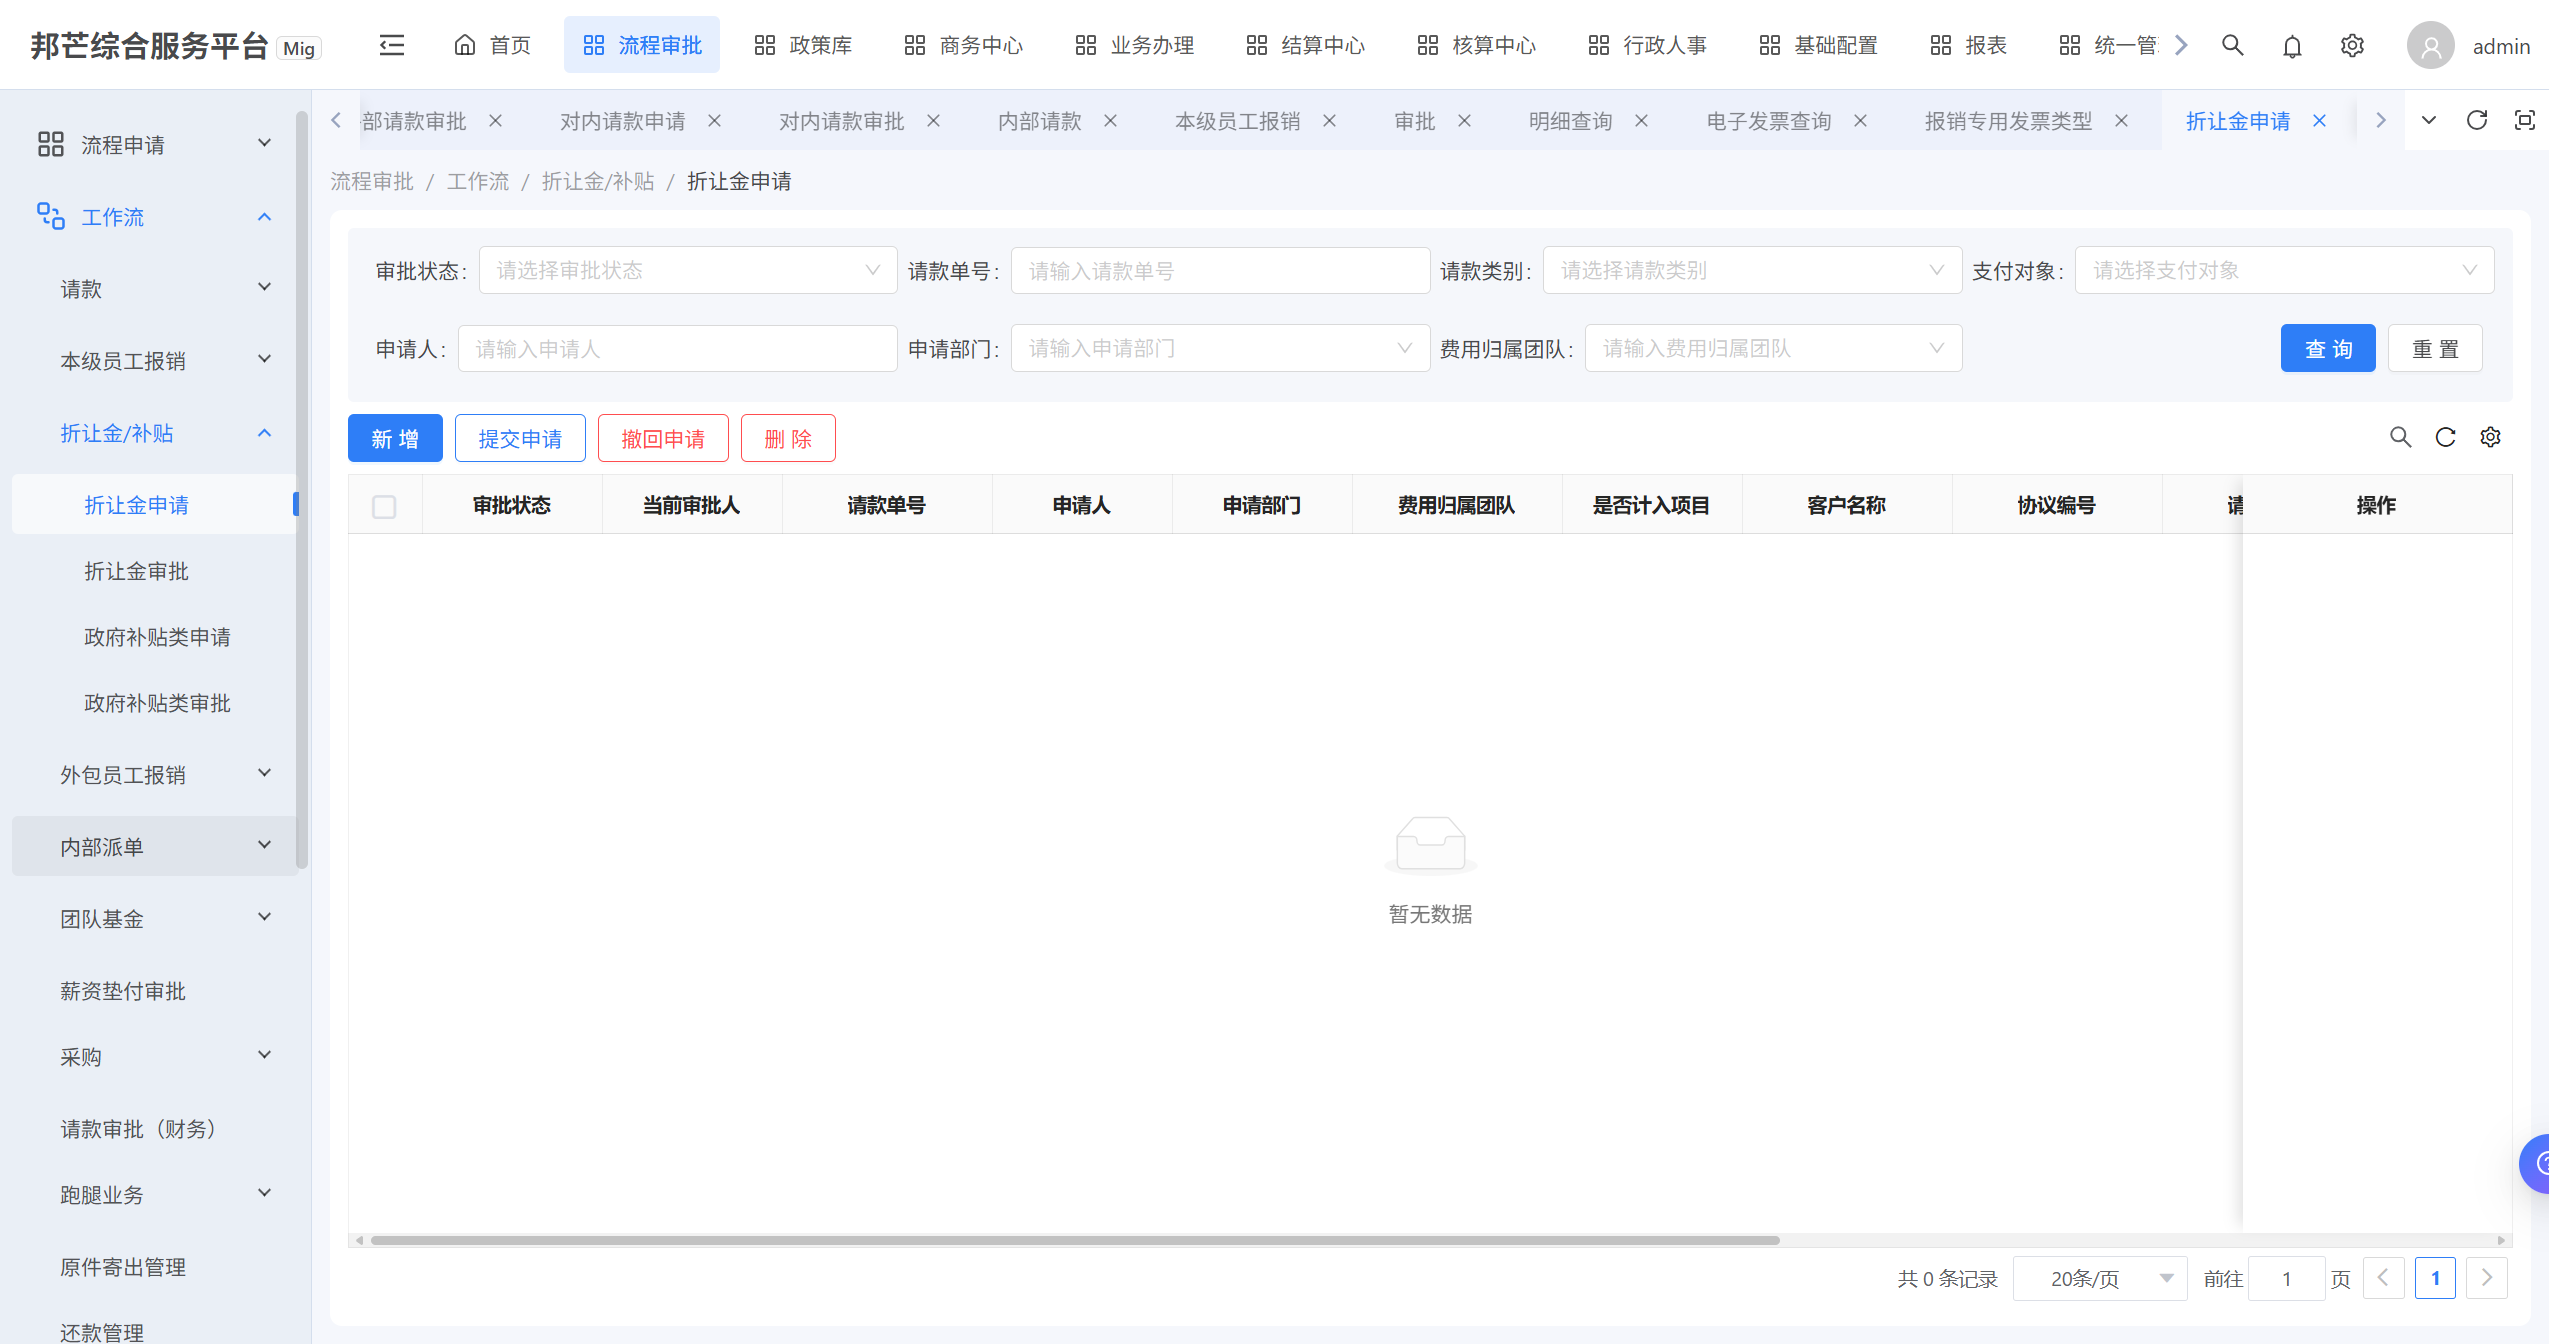 邦芒综合服务平台 Mig
首页 流程审批 政策库 商务中心 业务办理 结算中心 核算中心 行政人事 基础配置 报表 统一管
admin
部请款审批 对内请款申请 对内请款审批 内部请款 本级员工报销 审批 明细查询 电子发票查询 报销专用发票类型 折让金申请
流程审批 / 工作流 / 折让金/补贴 / 折让金申请
流程申请
工作流
请款
本级员工报销
折让金/补贴
折让金申请
折让金审批
政府补贴类申请
政府补贴类审批
外包员工报销
内部派单
团队基金
薪资垫付审批
采购
请款审批（财务）
跑腿业务
原件寄出管理
还款管理
审批状态: 请选择审批状态 请款单号: 请输入请款单号 请款类别: 请选择请款类别 支付对象: 请选择支付对象
申请人: 请输入申请人 申请部门: 请输入申请部门 费用归属团队: 请输入费用归属团队 查 询 重 置
新 增 提交申请 撤回申请 删 除
审批状态 当前审批人 请款单号 申请人 申请部门 费用归属团队 是否计入项目 客户名称 协议编号 请 操作
暂无数据
共 0 条记录 20条/页 前往 1 页 1